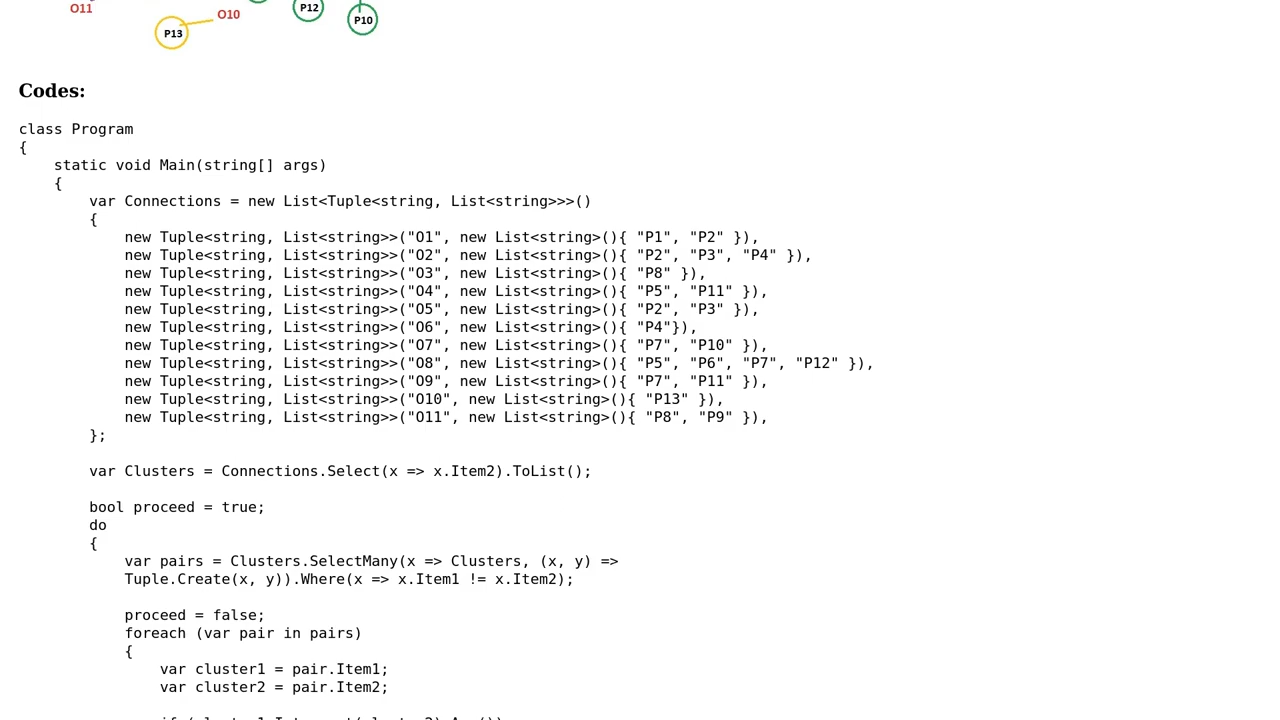 O11
O10
P12
P10
P13
Codes:
class Program
{
    static void Main(string[] args)
    {
        var Connections = new List<Tuple<string, List<string>>>()
        {
            new Tuple<string, List<string>>("O1", new List<string>(){ "P1", "P2" }),
            new Tuple<string, List<string>>("O2", new List<string>(){ "P2", "P3", "P4" }),
            new Tuple<string, List<string>>("O3", new List<string>(){ "P8" }),
            new Tuple<string, List<string>>("O4", new List<string>(){ "P5", "P11" }),
            new Tuple<string, List<string>>("O5", new List<string>(){ "P2", "P3" }),
            new Tuple<string, List<string>>("O6", new List<string>(){ "P4"}),
            new Tuple<string, List<string>>("O7", new List<string>(){ "P7", "P10" }),
            new Tuple<string, List<string>>("O8", new List<string>(){ "P5", "P6", "P7", "P12" }),
            new Tuple<string, List<string>>("O9", new List<string>(){ "P7", "P11" }),
            new Tuple<string, List<string>>("O10", new List<string>(){ "P13" }),
            new Tuple<string, List<string>>("O11", new List<string>(){ "P8", "P9" }),
        };
        var Clusters = Connections.Select(x => x.Item2).ToList();
        bool proceed = true;
        do
        {
            var pairs = Clusters.SelectMany(x => Clusters, (x, y) =>
            Tuple.Create(x, y)).Where(x => x.Item1 != x.Item2);
            proceed = false;
            foreach (var pair in pairs)
            {
                var cluster1 = pair.Item1;
                var cluster2 = pair.Item2;